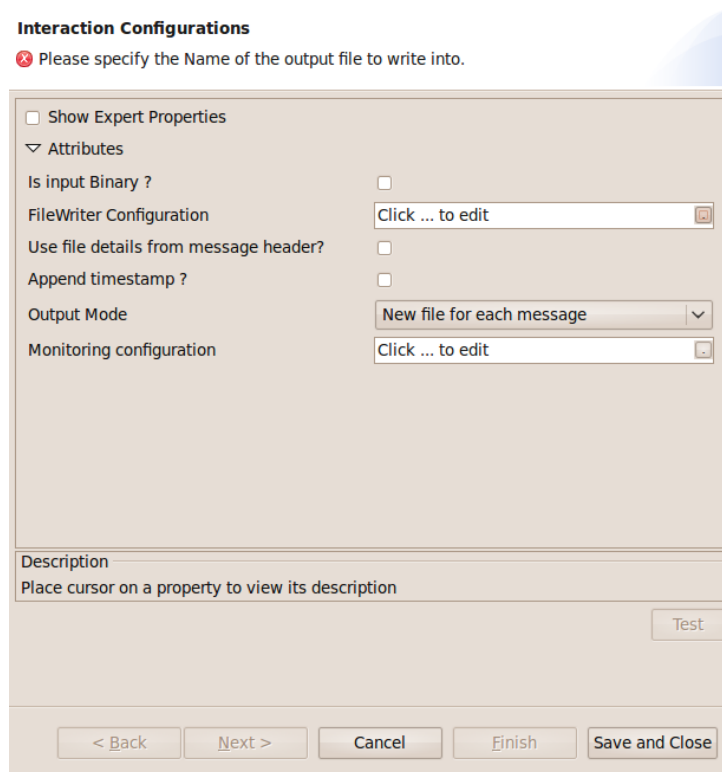 Interaction Configurations
Please specify the Name of the output file to write into.
Show Expert Properties
Attributes
Is input Binary ?
FileWriter Configuration Click ... to edit
Use file details from message header?
Append timestamp ?
Output Mode New file for each message
Monitoring configuration Click ... to edit
Description
Place cursor on a property to view its description
Test
< Back Next > Cancel Finish Save and Close